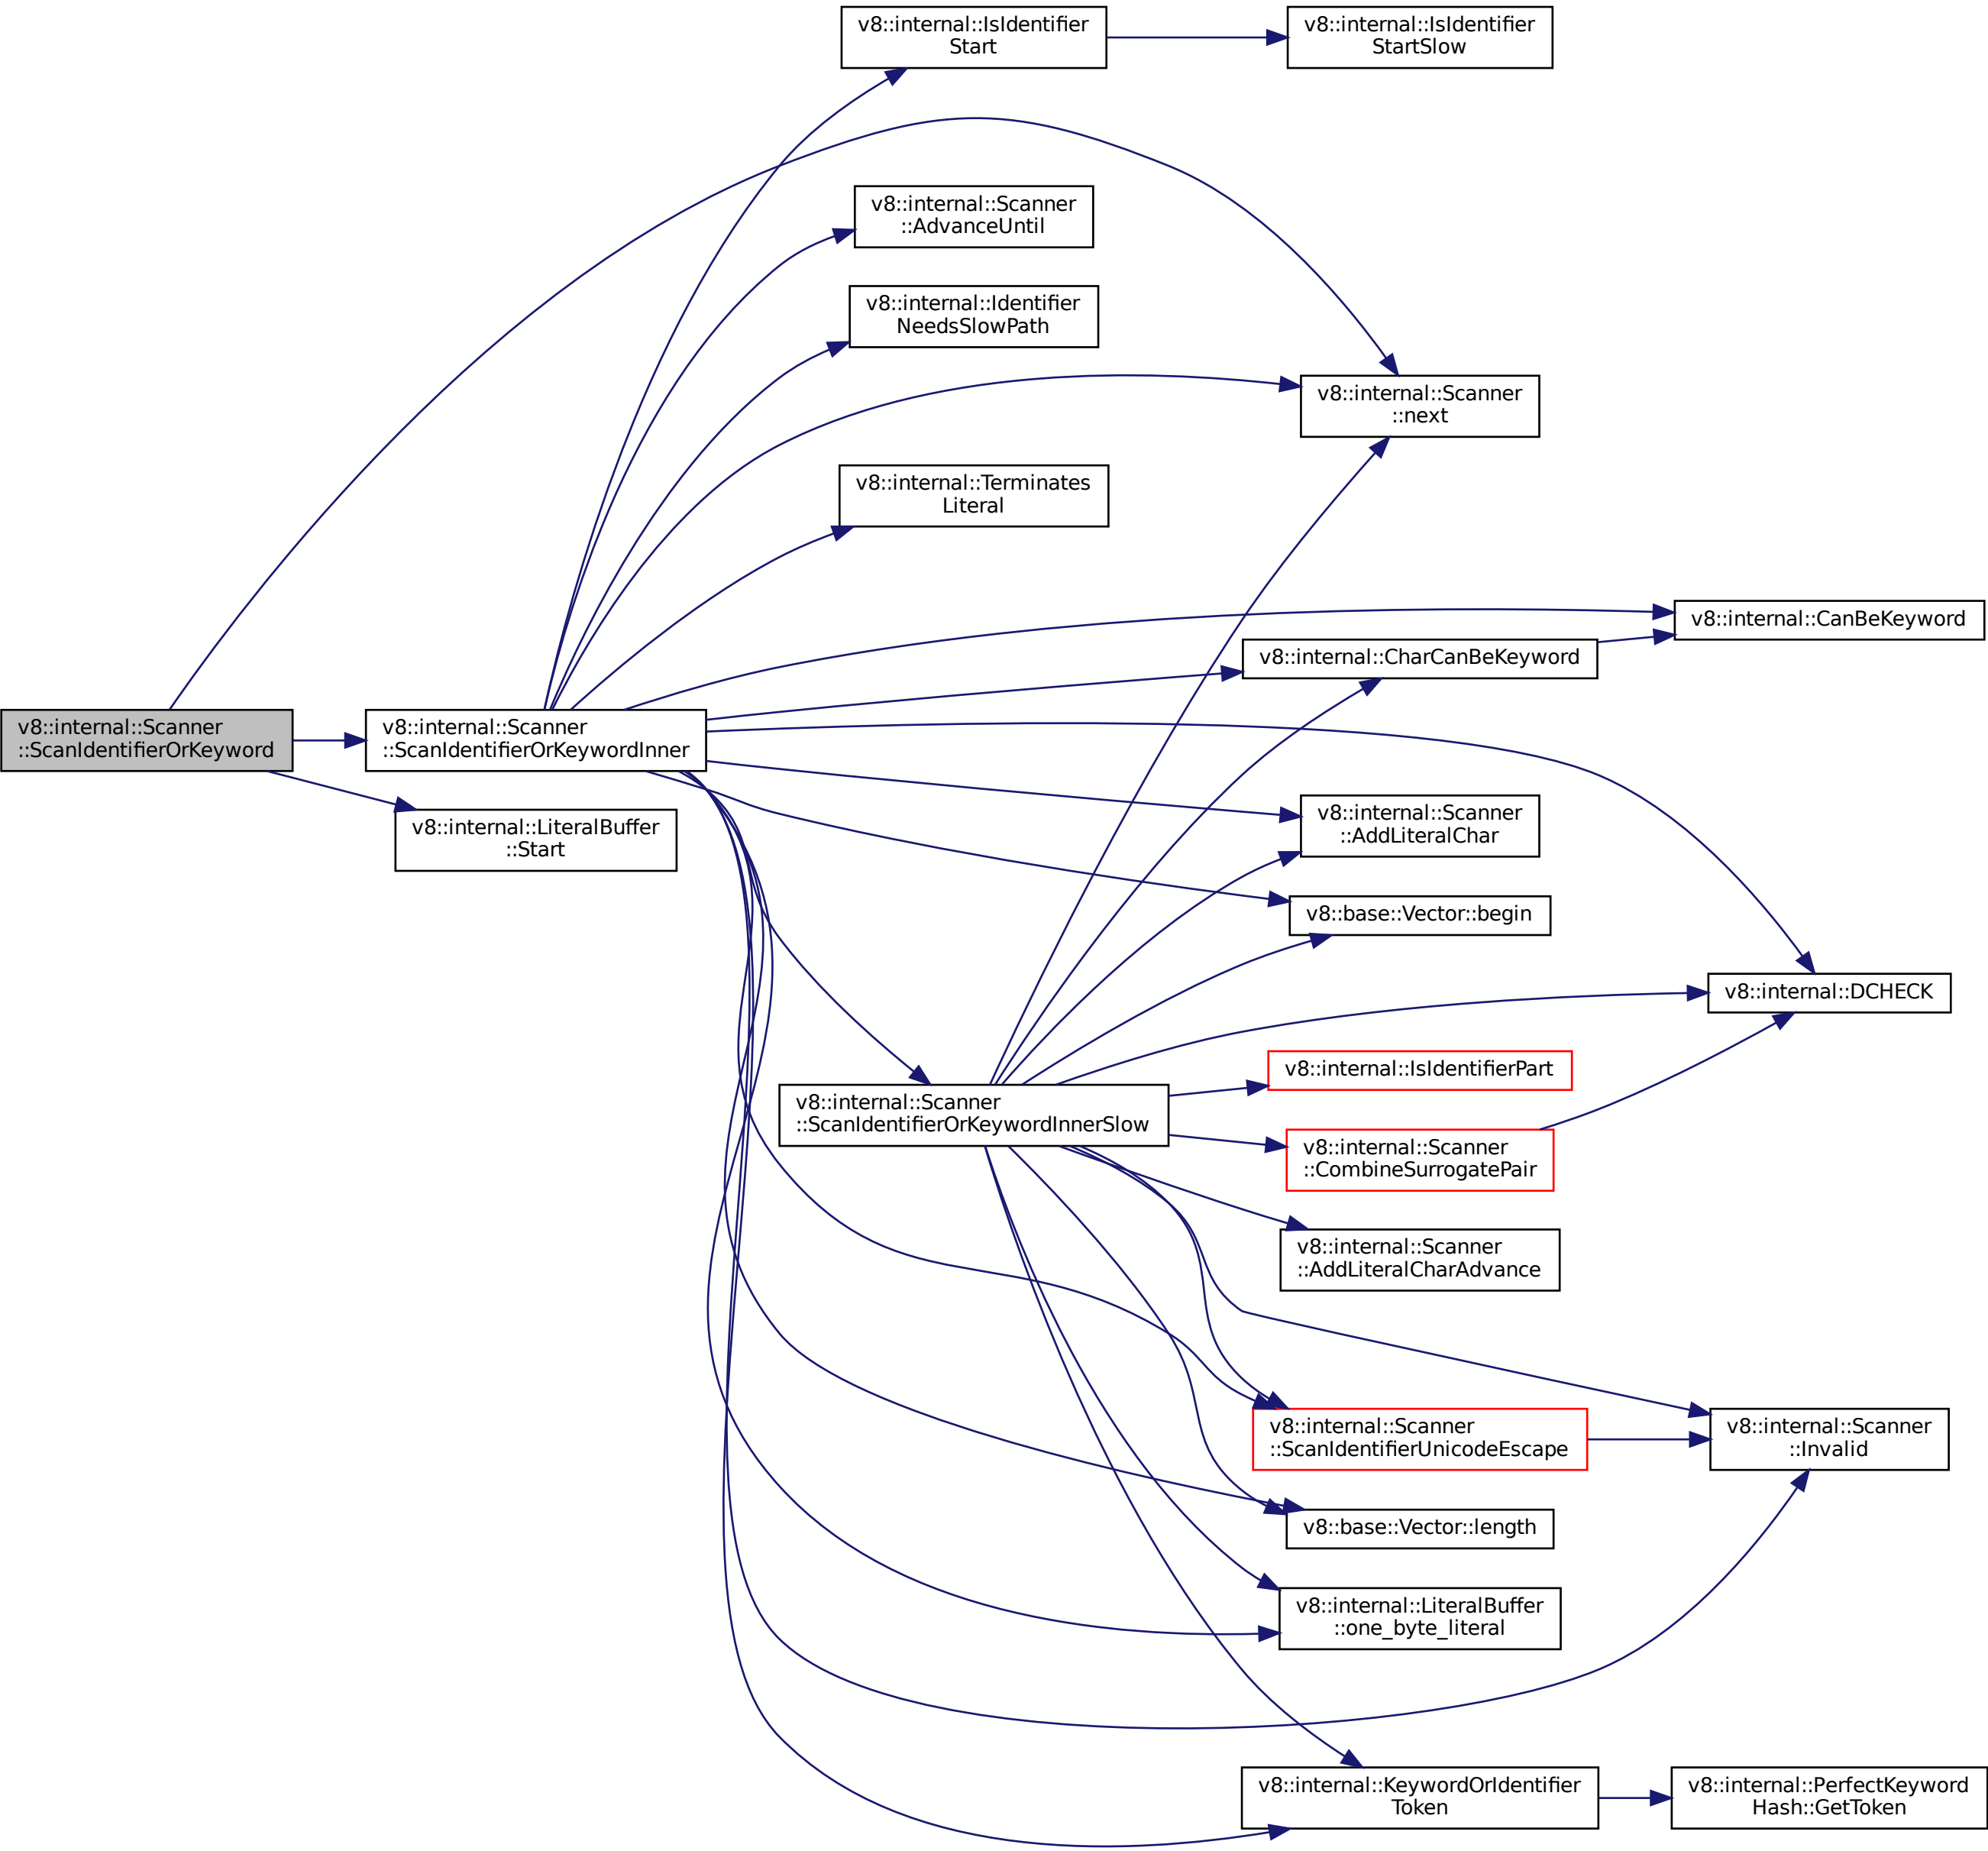 v8::internal::IsIdentifier
Start
v8::internal::IsIdentifier
StartSlow
v8::internal::Scanner
::AdvanceUntil
v8::internal::Identifier
NeedsSlowPath
v8::internal::Scanner
::next
v8::internal::Terminates
Literal
v8::internal::CanBeKeyword
v8::internal::CharCanBeKeyword
v8::internal::Scanner
::ScanIdentifierOrKeyword
v8::internal::Scanner
::ScanIdentifierOrKeywordInner
v8::internal::LiteralBuffer
::Start
v8::internal::Scanner
::AddLiteralChar
v8::base::Vector::begin
v8::internal::DCHECK
v8::internal::IsIdentifierPart
v8::internal::Scanner
::ScanIdentifierOrKeywordInnerSlow
v8::internal::Scanner
::CombineSurrogatePair
v8::internal::Scanner
::AddLiteralCharAdvance
v8::internal::Scanner
::ScanIdentifierUnicodeEscape
v8::internal::Scanner
::Invalid
v8::base::Vector::length
v8::internal::LiteralBuffer
::one_byte_literal
v8::internal::KeywordOrIdentifier
Token
v8::internal::PerfectKeyword
Hash::GetToken